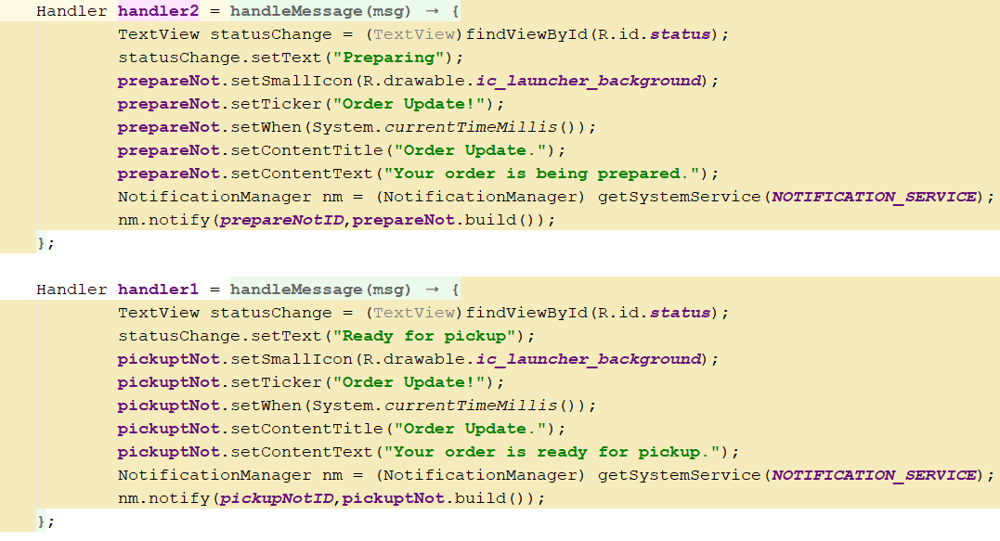 Handler handler2 = handleMessage(msg) → {
TextView statusChange = (TextView)findViewById(R.id.status);
statusChange.setText("Preparing");
prepareNot.setSmallIcon(R.drawable.ic_launcher_background);
prepareNot.setTicker("Order Update!");
prepareNot.setWhen(System.currentTimeMillis());
prepareNot.setContentTitle("Order Update.");
prepareNot.setContentText("Your order is being prepared.");
NotificationManager nm = (NotificationManager) getSystemService(NOTIFICATION_SERVICE);
nm.notify(prepareNotID,prepareNot.build());
};
Handler handler1 = handleMessage(msg) → {
TextView statusChange = (TextView)findViewById(R.id.status);
statusChange.setText("Ready for pickup");
pickuptNot.setSmallIcon(R.drawable.ic_launcher_background);
pickuptNot.setTicker("Order Update!");
pickuptNot.setWhen(System.currentTimeMillis());
pickuptNot.setContentTitle("Order Update.");
pickuptNot.setContentText("Your order is ready for pickup.");
NotificationManager nm = (NotificationManager) getSystemService(NOTIFICATION_SERVICE);
nm.notify(pickupNotID,pickuptNot.build());
};